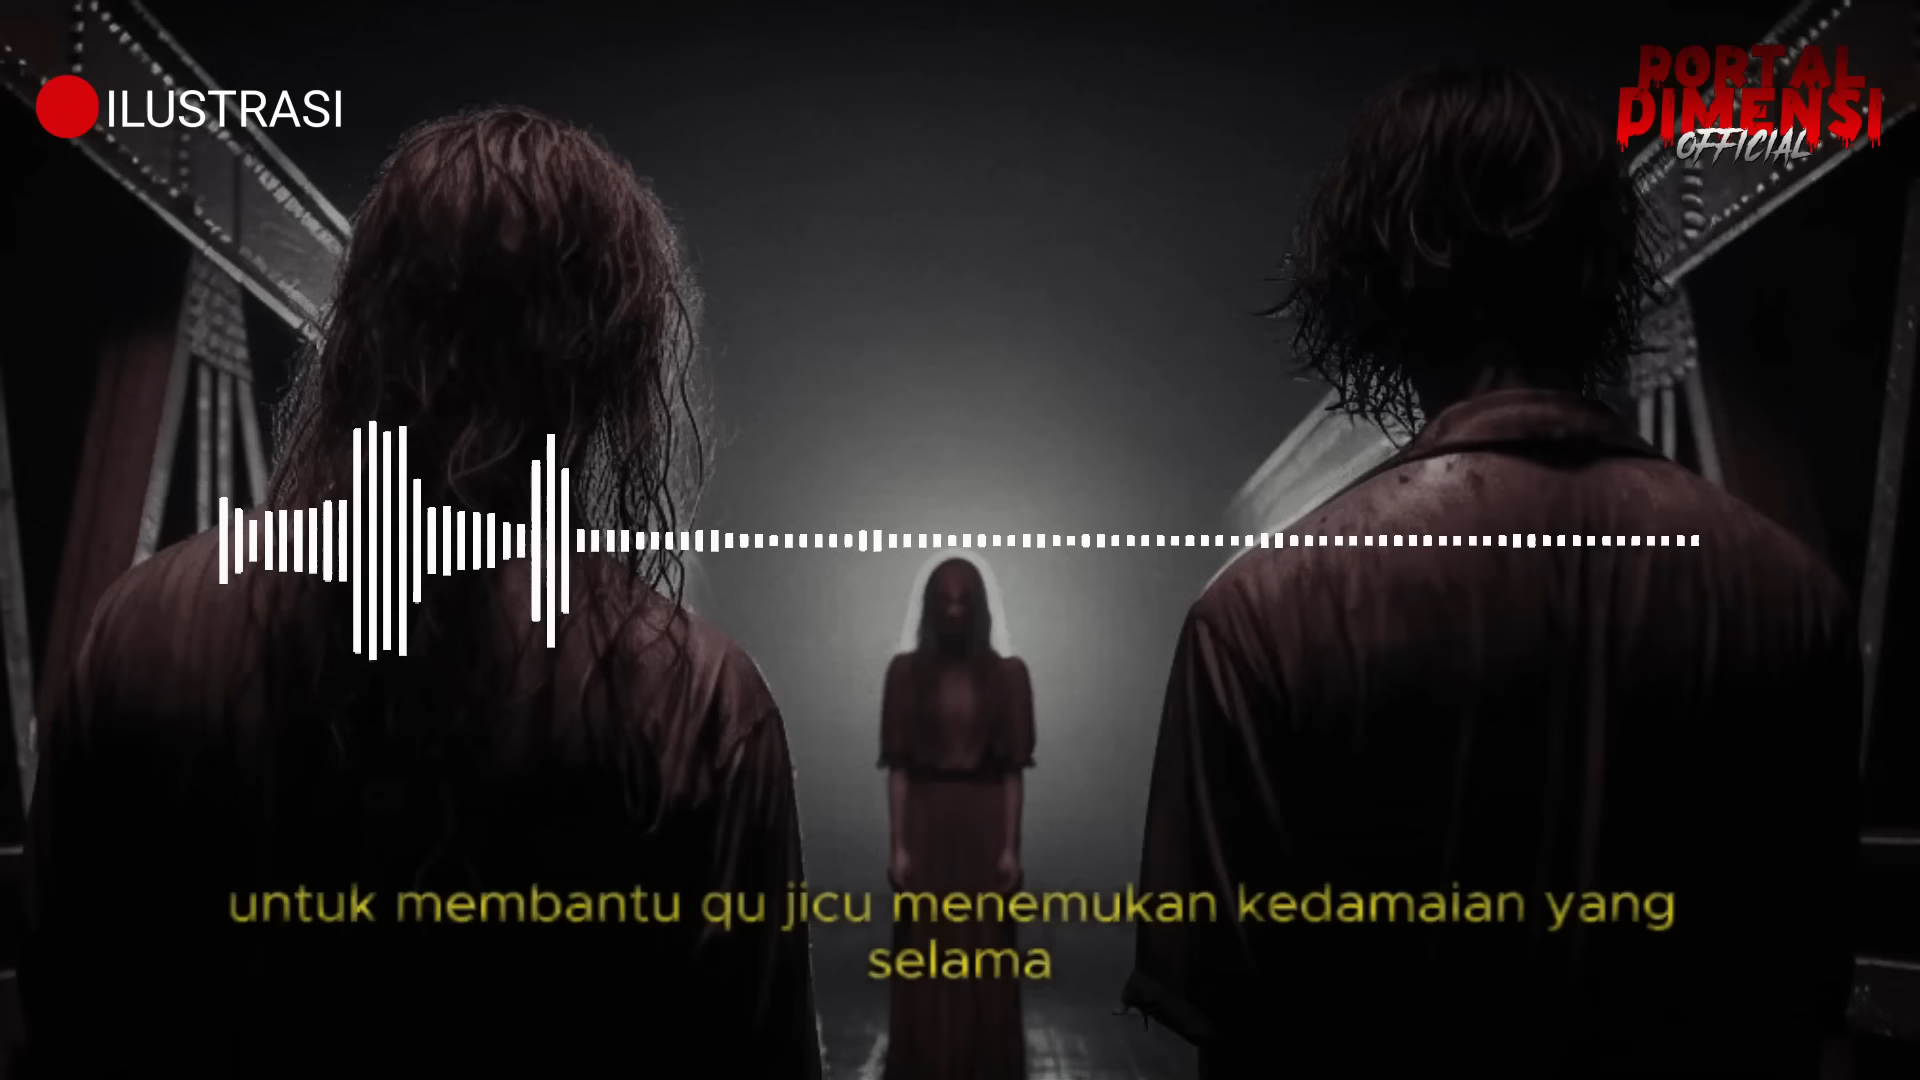 ILUSTRASI
PORTAL
DIMENSI
OFFICIAL
untuk membantu qu jicu menemukan kedamaian yang
selama